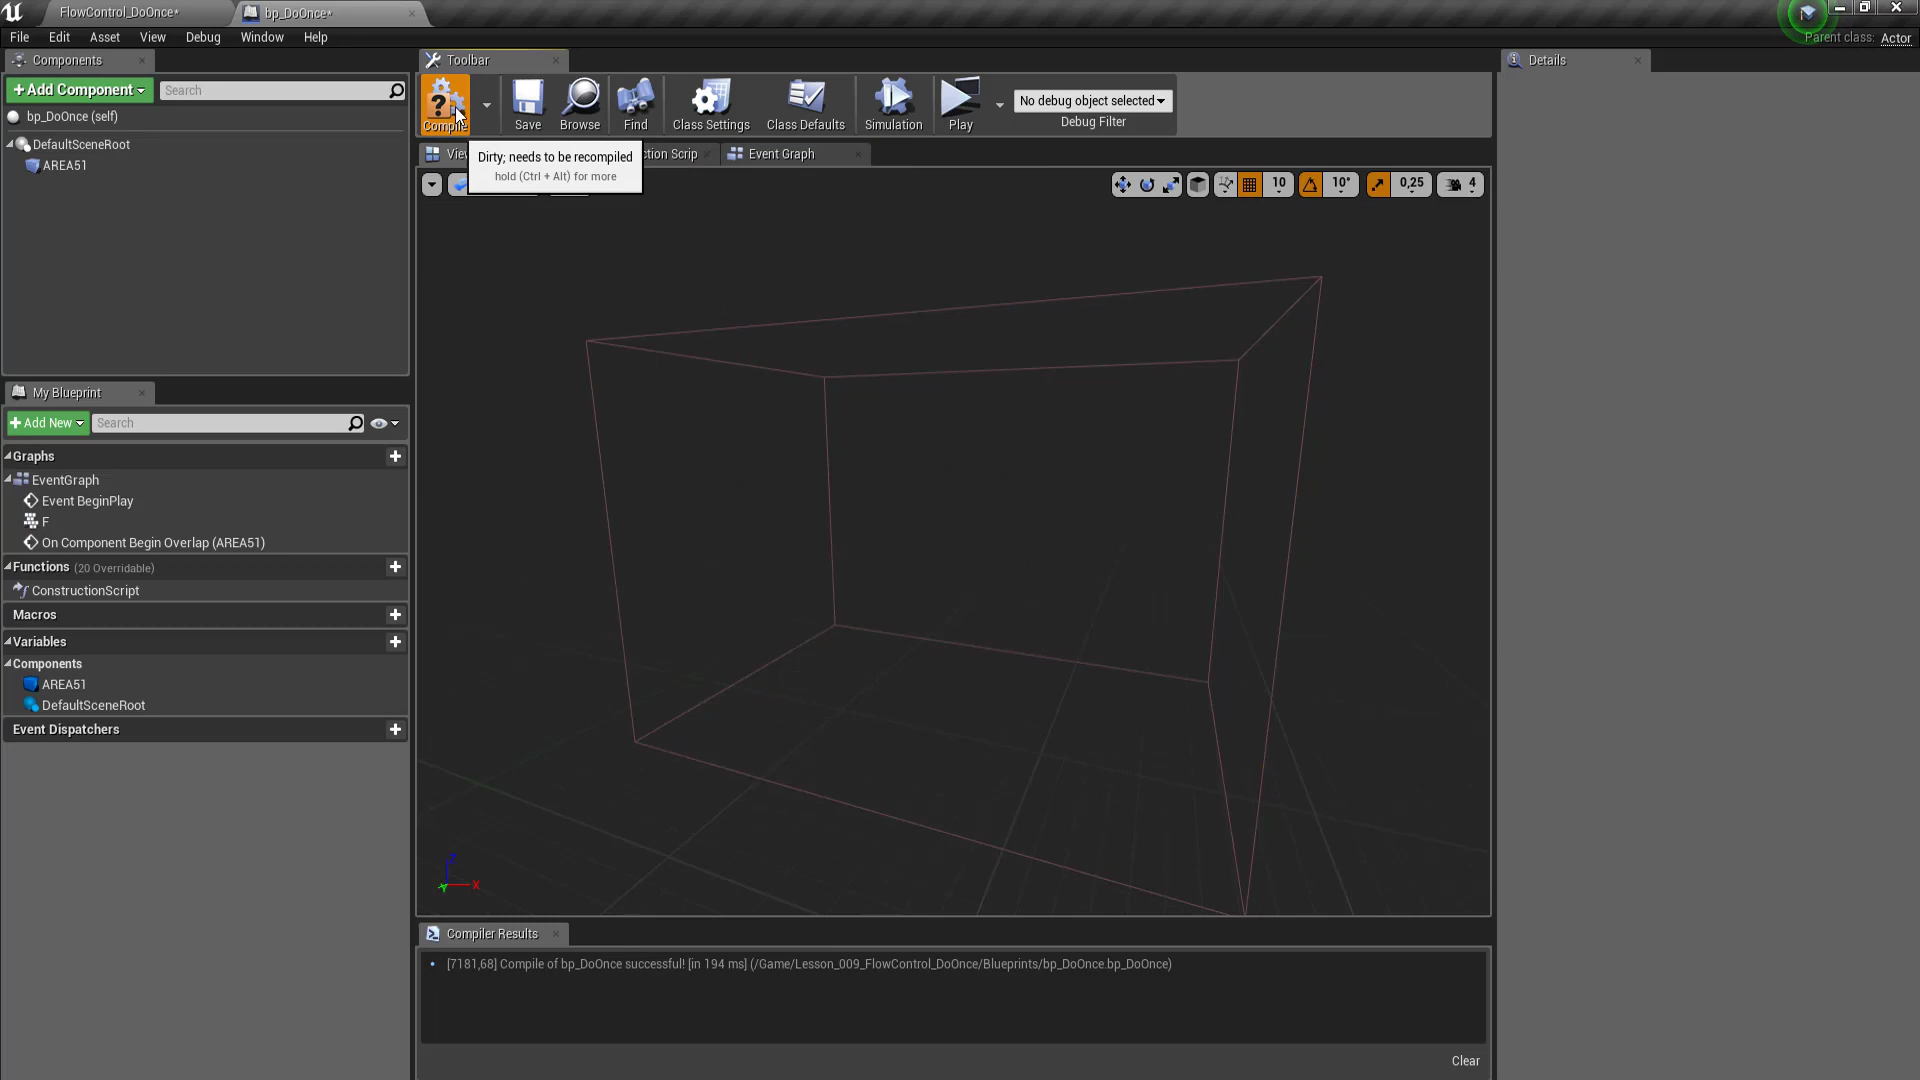 FlowControl_DoOnce*
bp_DoOnce*
File Edit Asset View Debug Window Help
Parent class: Actor
Components
Toolbar
Details
Add Component
Search
bp_DoOnce (self)
DefaultSceneRoot
AREA51
Compile
Save
Browse
Find
Class Settings
Class Defaults
Simulation
Play
No debug object selected
Debug Filter
Dirty; needs to be recompiled
hold (Ctrl + Alt) for more
ction Scrip
Event Graph
10
10°
0,25
4
My Blueprint
Add New
Search
Graphs
EventGraph
Event BeginPlay
F
On Component Begin Overlap (AREA51)
Functions (20 Overridable)
ConstructionScript
Macros
Variables
Components
AREA51
DefaultSceneRoot
Event Dispatchers
Z
Y
X
Compiler Results
[7181,68] Compile of bp_DoOnce successful! [in 194 ms] (/Game/Lesson_009_FlowControl_DoOnce/Blueprints/bp_DoOnce.bp_DoOnce)
Clear